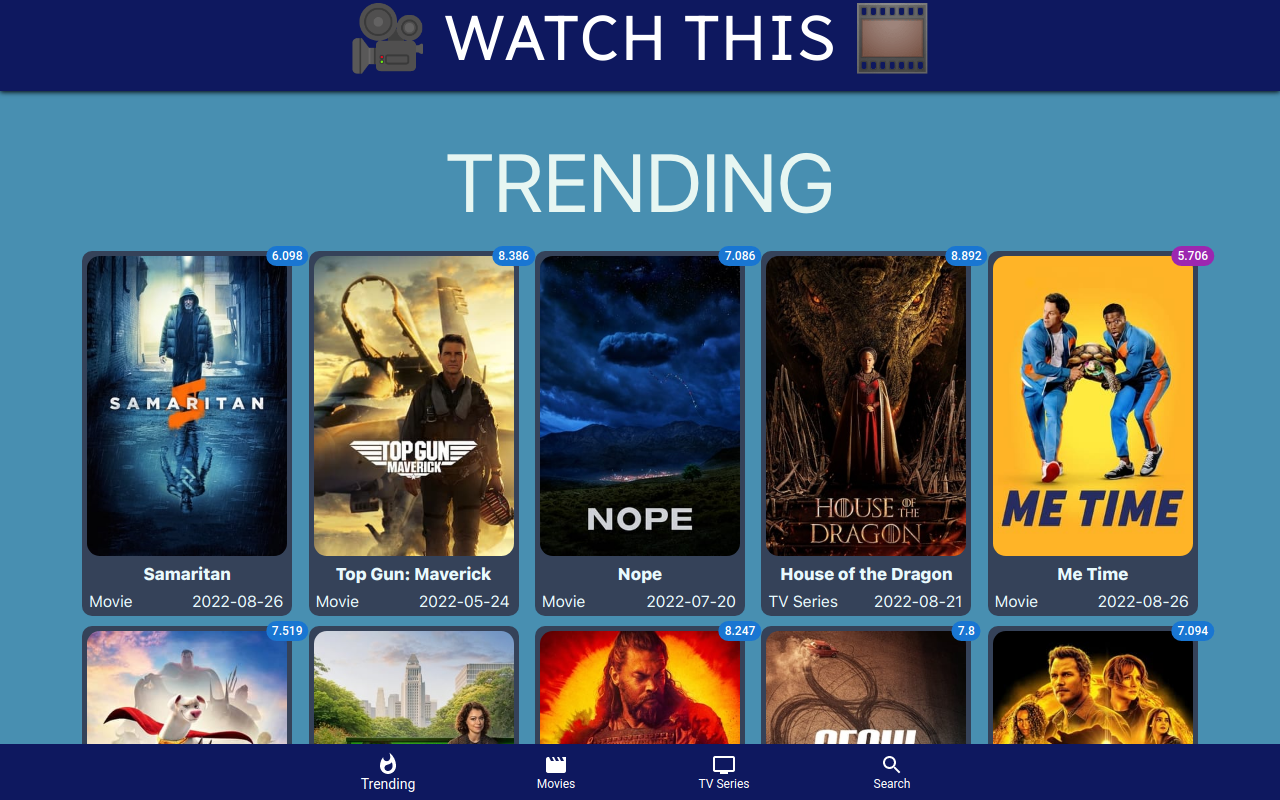 WATCH THIS
TRENDING
6.098
8.386
7.086
8.892
5.706
SAMARITAN
TOP GUN
MAVERICK
NOPE
HOUSE OF THE
DRAGON
ME TIME
Samaritan
Top Gun: Maverick
Nope
House of the Dragon
Me Time
Movie 2022-08-26
Movie 2022-05-24
Movie 2022-07-20
TV Series 2022-08-21
Movie 2022-08-26
7.519
8.247
7.8
7.094
Trending
Movies
TV Series
Search